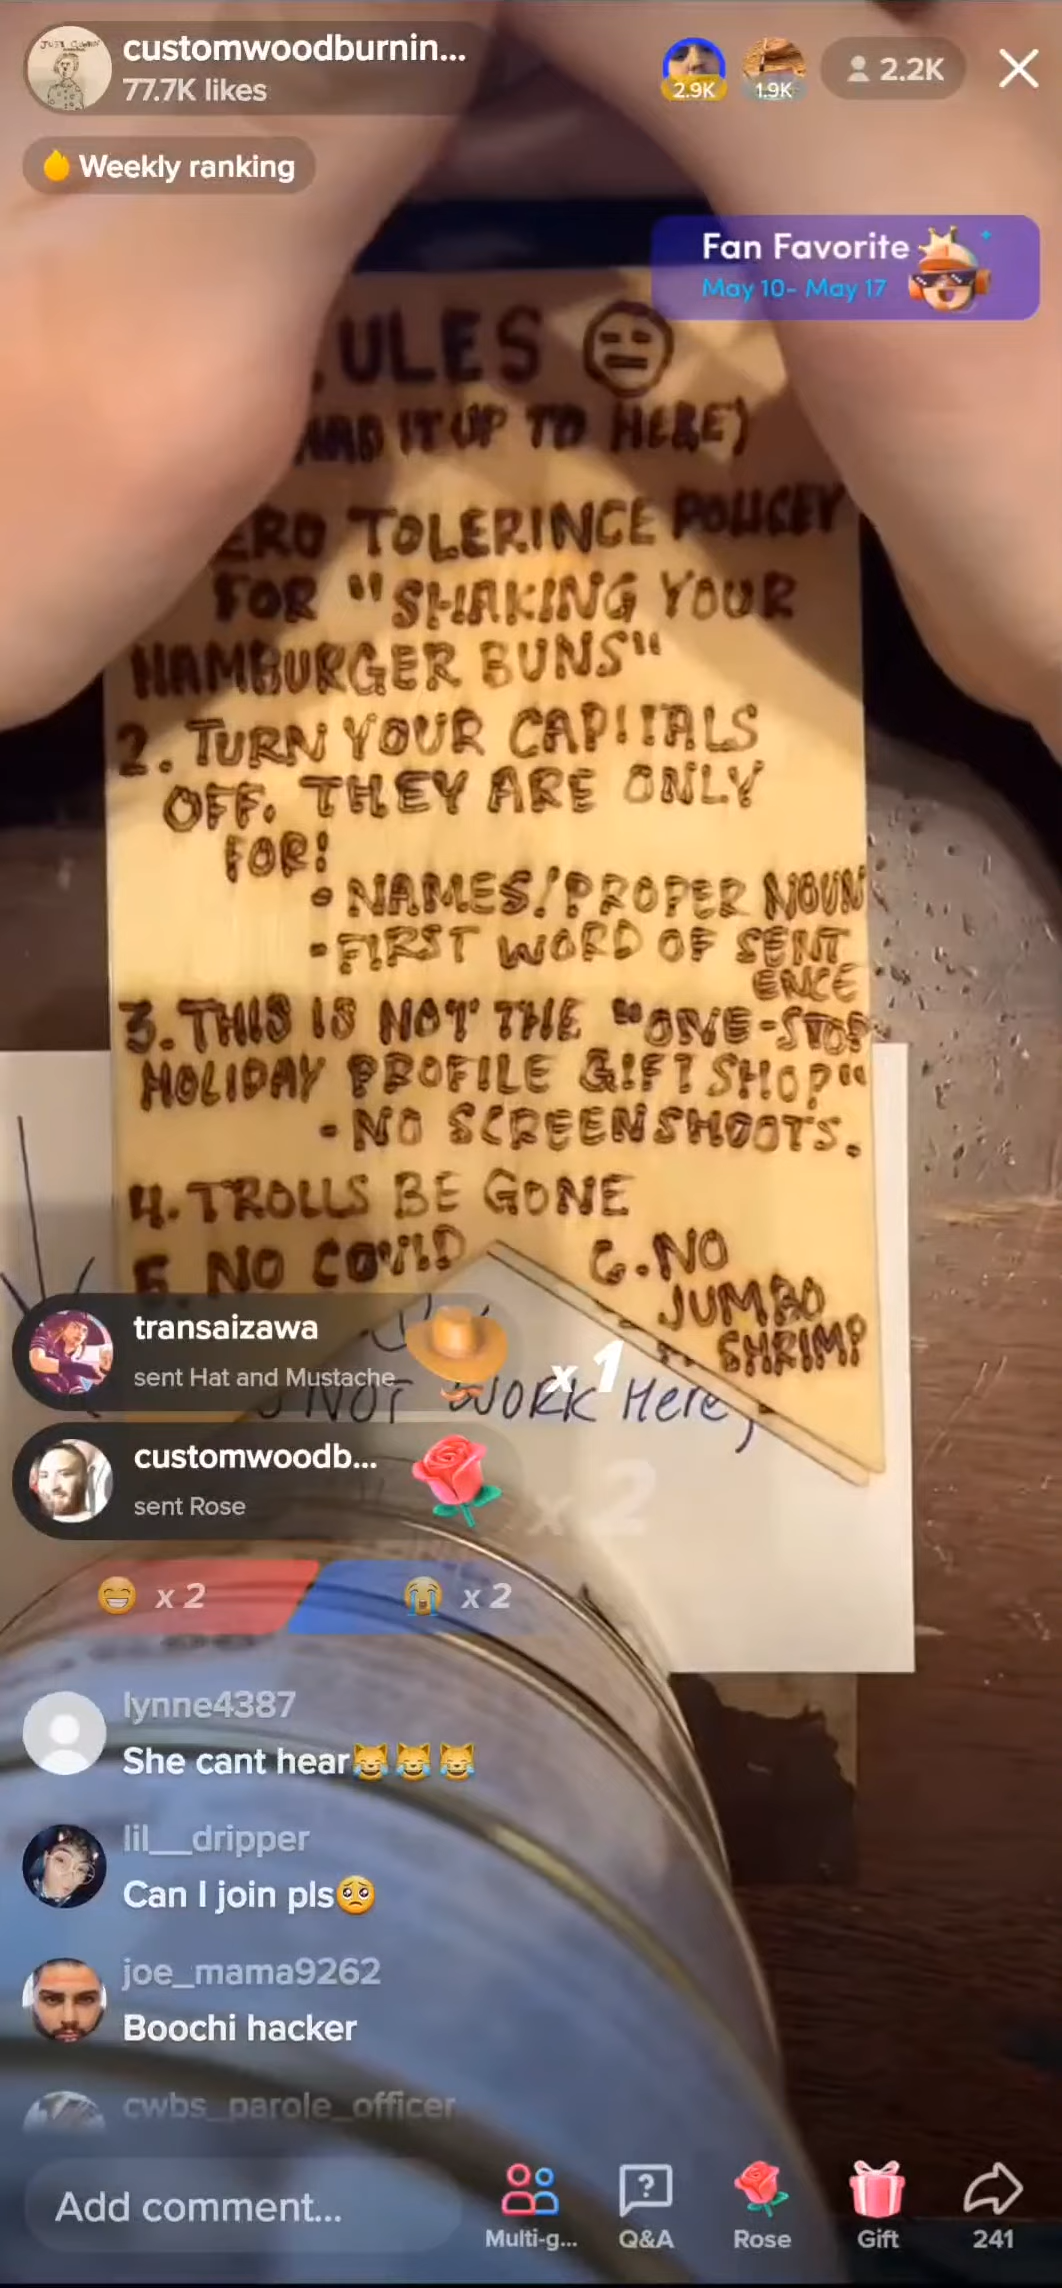 customwoodburnin...
77.7K likes
2.9K
1.9K
2.2K
Weekly ranking
Fan Favorite
May 10- May 17
ULES
HAD IT UP TO HERE)
ERO TOLERINCE POLICEY
FOR "SHAKING YOUR
HAMBURGER BUNS"
2. TURN YOUR CAPITALS
OFF. THEY ARE ONLY
FOR:
- NAMES/PROPER NOUN
- FIRST WORD OF SENT
ENCE
3. THIS IS NOT THE "ONE-STOP
HOLIDAY PROFILE GIFT SHOP"
- NO SCREENSHOOTS.
4. TROLLS BE GONE
5. NO COVID
6. NO
JUMBO
SHRIMP
NOT WORK Here,
transaizawa
sent Hat and Mustache
x 1
customwoodb...
sent Rose
x 2
x 2
x 2
lynne4387
She cant hear😹😹😹
lil__dripper
Can I join pls🥺
joe_mama9262
Boochi hacker
cwbs_parole_officer
Add comment...
Multi-g...
Q&A
Rose
Gift
241